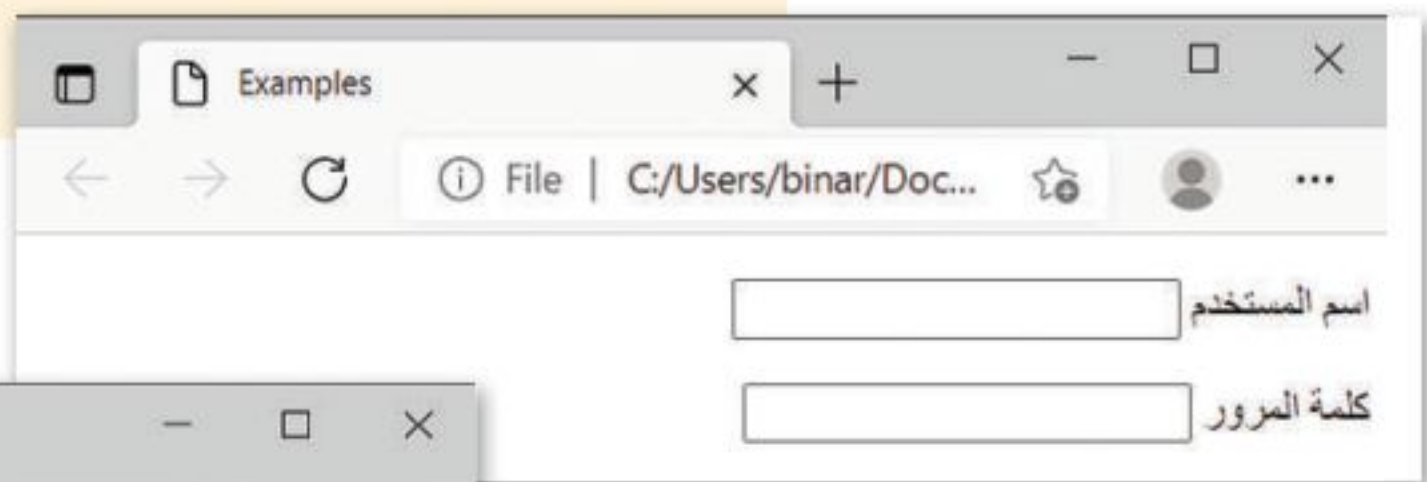 Examples
File | C:/Users/binar/Doc...
اسم المستخدم
كلمة المرور